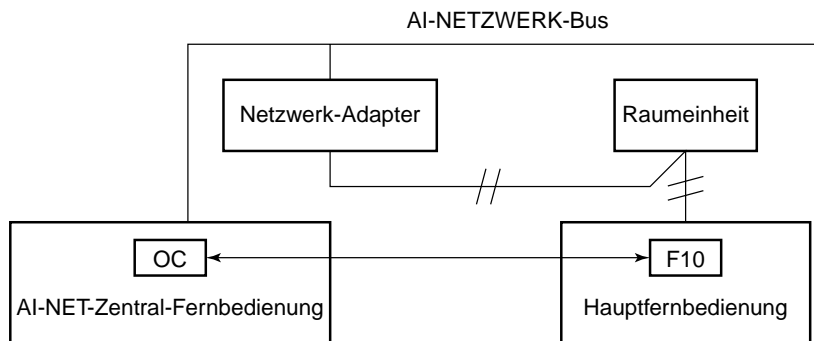 AI-NETZWERK-Bus
Netzwerk-Adapter
Raumeinheit
OC
F10
AI-NET-Zentral-Fernbedienung
Hauptfernbedienung